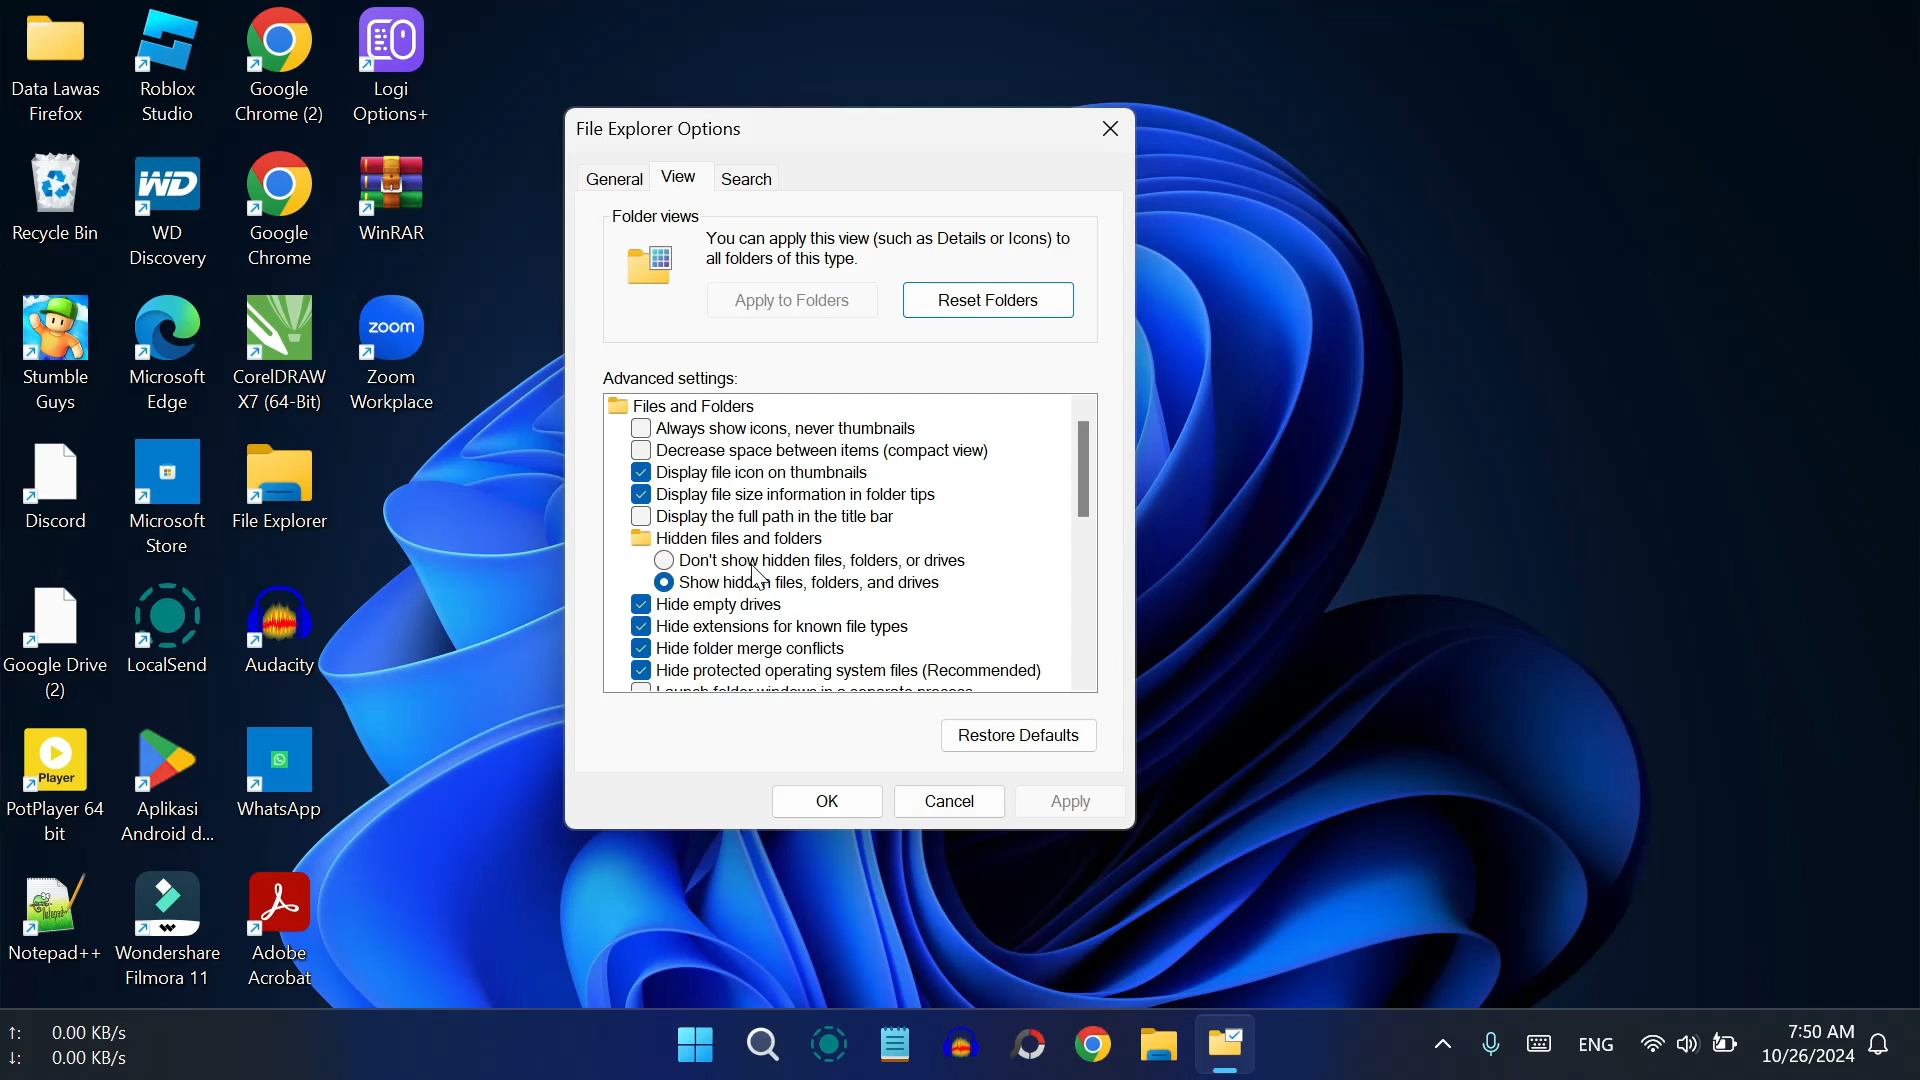 Data Lawas
Firefox
Roblox
Studio
Google
Chrome (2)
Logi
Options+
Recycle Bin
WD
WD
Discovery
Google
Chrome
WinRAR
Stumble
Guys
Microsoft
Edge
CorelDRAW
X7 (64-Bit)
zoom
Zoom
Workplace
Discord
Microsoft
Store
File Explorer
Google Drive
(2)
LocalSend
Audacity
Player
PotPlayer 64
bit
Aplikasi
Android d...
WhatsApp
Notepad++
Wondershare
Filmora 11
Adobe
Acrobat
File Explorer Options
General
View
Search
Folder views
You can apply this view (such as Details or Icons) to
all folders of this type.
Apply to Folders
Reset Folders
Advanced settings:
Files and Folders
Always show icons, never thumbnails
Decrease space between items (compact view)
Display file icon on thumbnails
Display file size information in folder tips
Display the full path in the title bar
Hidden files and folders
Don't show hidden files, folders, or drives
Show hidden files, folders, and drives
Hide empty drives
Hide extensions for known file types
Hide folder merge conflicts
Hide protected operating system files (Recommended)
Launch folder windows in a separate process
Restore Defaults
OK
Cancel
Apply
↑: 0.00 KB/s
↓: 0.00 KB/s
ENG
7:50 AM
10/26/2024